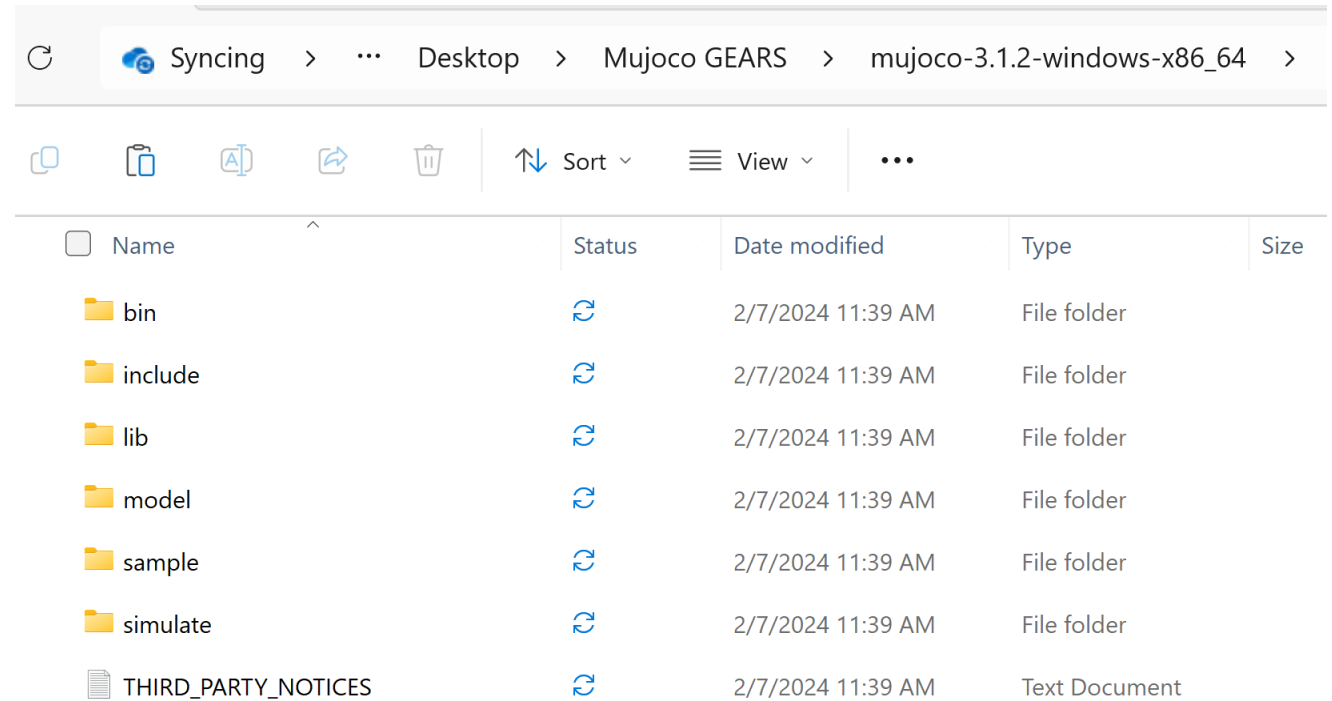 Syncing > ... Desktop > Mujoco GEARS > mujoco-3.1.2-windows-x86_64 >
Sort View ...
Name Status Date modified Type Size
bin 2/7/2024 11:39 AM File folder
include 2/7/2024 11:39 AM File folder
lib 2/7/2024 11:39 AM File folder
model 2/7/2024 11:39 AM File folder
sample 2/7/2024 11:39 AM File folder
simulate 2/7/2024 11:39 AM File folder
THIRD_PARTY_NOTICES 2/7/2024 11:39 AM Text Document